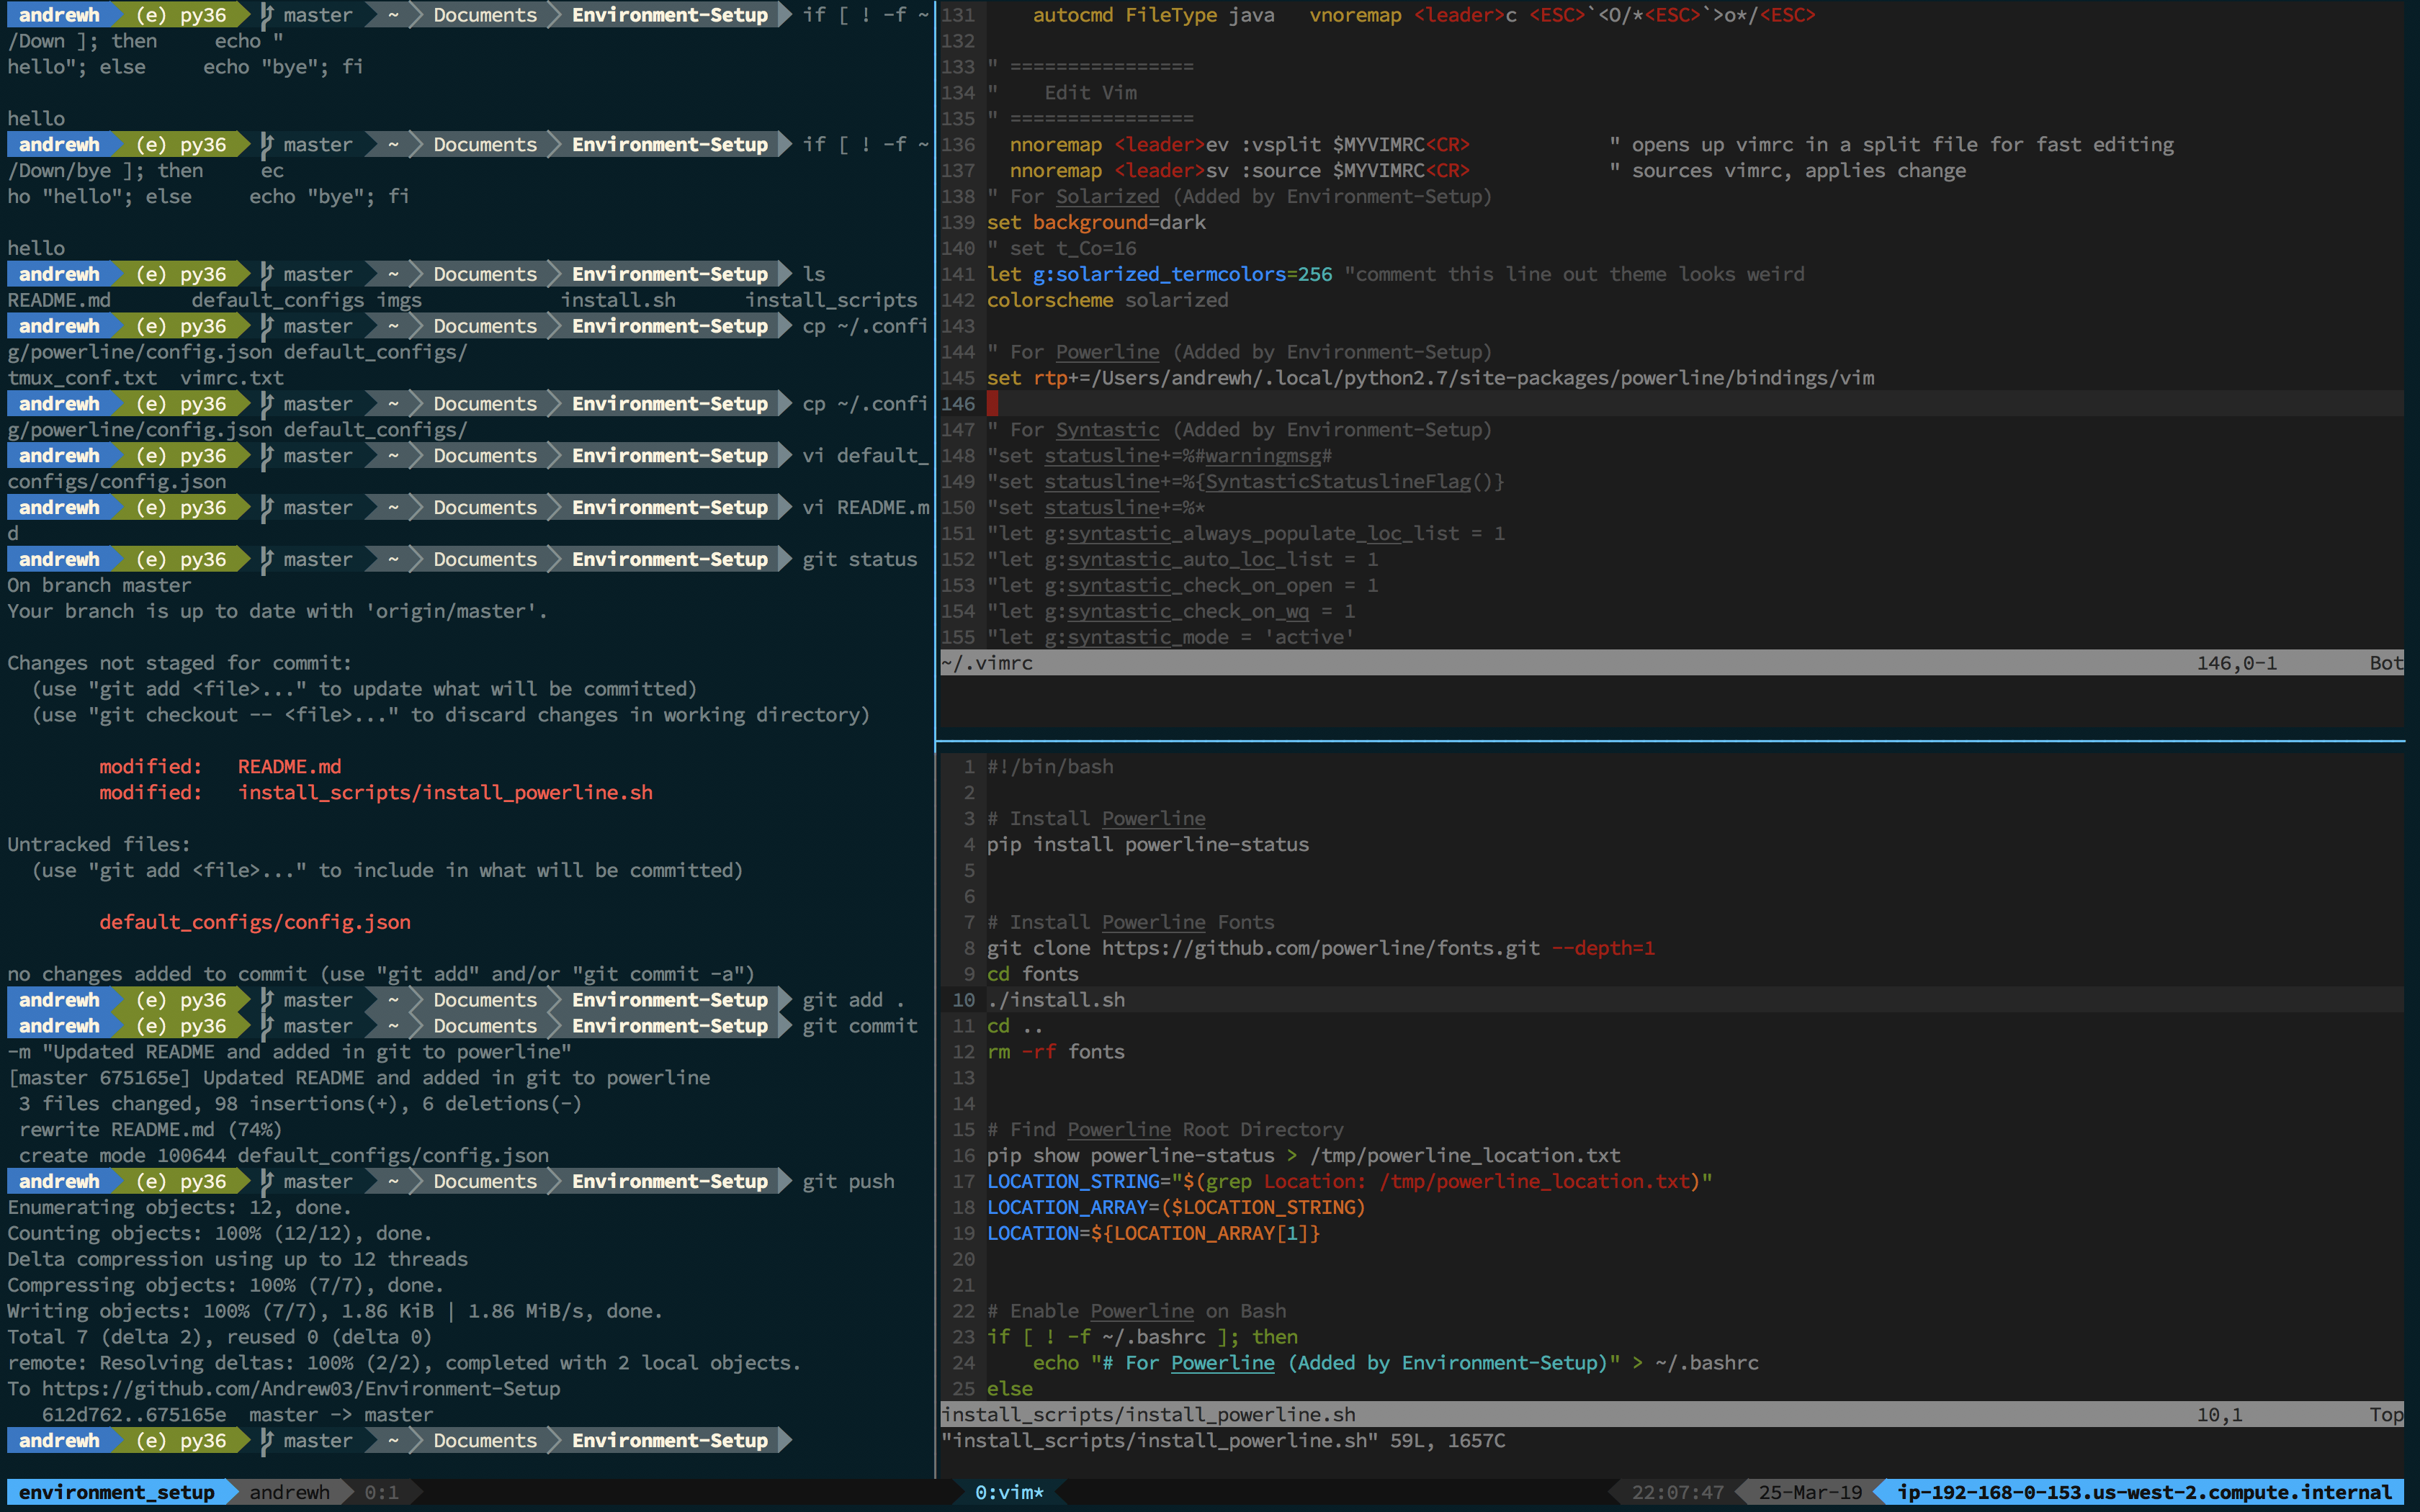 andrewh (e) py36 master ~ Documents Environment-Setup if [ ! -f ~
/Down ]; then     echo "
hello"; else     echo "bye"; fi
hello
andrewh (e) py36 master ~ Documents Environment-Setup if [ ! -f ~
/Down/bye ]; then     ec
ho "hello"; else     echo "bye"; fi
hello
andrewh (e) py36 master ~ Documents Environment-Setup ls
README.md       default_configs imgs            install.sh      install_scripts
andrewh (e) py36 master ~ Documents Environment-Setup cp ~/.confi
g/powerline/config.json default_configs/
tmux_conf.txt  vimrc.txt
andrewh (e) py36 master ~ Documents Environment-Setup cp ~/.confi
g/powerline/config.json default_configs/
andrewh (e) py36 master ~ Documents Environment-Setup vi default_
configs/config.json
andrewh (e) py36 master ~ Documents Environment-Setup vi README.m
d
andrewh (e) py36 master ~ Documents Environment-Setup git status
On branch master
Your branch is up to date with 'origin/master'.
Changes not staged for commit:
  (use "git add <file>..." to update what will be committed)
  (use "git checkout -- <file>..." to discard changes in working directory)
        modified:   README.md
        modified:   install_scripts/install_powerline.sh
Untracked files:
  (use "git add <file>..." to include in what will be committed)
        default_configs/config.json
no changes added to commit (use "git add" and/or "git commit -a")
andrewh (e) py36 master ~ Documents Environment-Setup git add .
andrewh (e) py36 master ~ Documents Environment-Setup git commit
-m "Updated README and added in git to powerline"
[master 675165e] Updated README and added in git to powerline
 3 files changed, 98 insertions(+), 6 deletions(-)
 rewrite README.md (74%)
 create mode 100644 default_configs/config.json
andrewh (e) py36 master ~ Documents Environment-Setup git push
Enumerating objects: 12, done.
Counting objects: 100% (12/12), done.
Delta compression using up to 12 threads
Compressing objects: 100% (7/7), done.
Writing objects: 100% (7/7), 1.86 KiB | 1.86 MiB/s, done.
Total 7 (delta 2), reused 0 (delta 0)
remote: Resolving deltas: 100% (2/2), completed with 2 local objects.
To https://github.com/Andrew03/Environment-Setup
   612d762..675165e  master -> master
andrewh (e) py36 master ~ Documents Environment-Setup
131     autocmd FileType java   vnoremap <leader>c <ESC>`<O/*<ESC>`>o*/<ESC>
132
133 " ================
134 "    Edit Vim
135 " ================
136   nnoremap <leader>ev :vsplit $MYVIMRC<CR>            " opens up vimrc in a split file for fast editing
137   nnoremap <leader>sv :source $MYVIMRC<CR>            " sources vimrc, applies change
138 " For Solarized (Added by Environment-Setup)
139 set background=dark
140 " set t_Co=16
141 let g:solarized_termcolors=256 "comment this line out theme looks weird
142 colorscheme solarized
143
144 " For Powerline (Added by Environment-Setup)
145 set rtp+=/Users/andrewh/.local/python2.7/site-packages/powerline/bindings/vim
146
147 " For Syntastic (Added by Environment-Setup)
148 "set statusline+=%#warningmsg#
149 "set statusline+=%{SyntasticStatuslineFlag()}
150 "set statusline+=%*
151 "let g:syntastic_always_populate_loc_list = 1
152 "let g:syntastic_auto_loc_list = 1
153 "let g:syntastic_check_on_open = 1
154 "let g:syntastic_check_on_wq = 1
155 "let g:syntastic_mode = 'active'
~/.vimrc 146,0-1 Bot
1 #!/bin/bash
2
3 # Install Powerline
4 pip install powerline-status
5
6
7 # Install Powerline Fonts
8 git clone https://github.com/powerline/fonts.git --depth=1
9 cd fonts
10 ./install.sh
11 cd ..
12 rm -rf fonts
13
14
15 # Find Powerline Root Directory
16 pip show powerline-status > /tmp/powerline_location.txt
17 LOCATION_STRING="$(grep Location: /tmp/powerline_location.txt)"
18 LOCATION_ARRAY=($LOCATION_STRING)
19 LOCATION=${LOCATION_ARRAY[1]}
20
21
22 # Enable Powerline on Bash
23 if [ ! -f ~/.bashrc ]; then
24     echo "# For Powerline (Added by Environment-Setup)" > ~/.bashrc
25 else
install_scripts/install_powerline.sh 10,1 Top
"install_scripts/install_powerline.sh" 59L, 1657C
environment_setup andrewh 0:1 0:vim* 22:07:47 25-Mar-19 ip-192-168-0-153.us-west-2.compute.internal